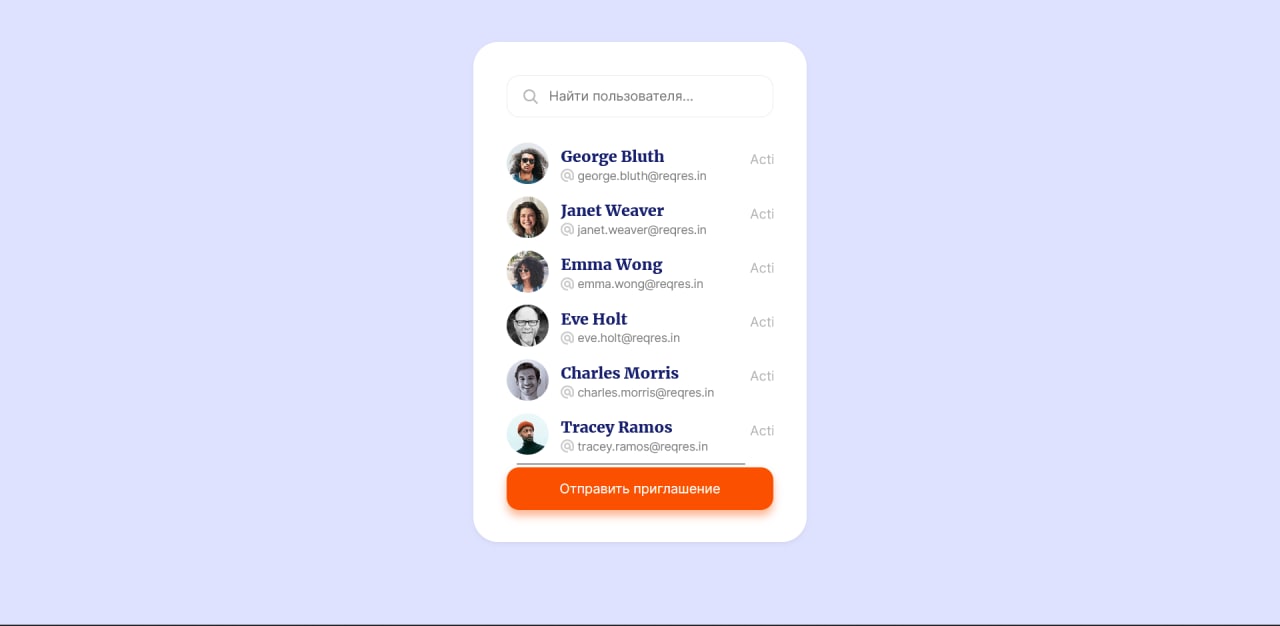 Найти пользователя...
George Bluth Acti
george.bluth@reqres.in
Janet Weaver Acti
janet.weaver@reqres.in
Emma Wong Acti
emma.wong@reqres.in
Eve Holt Acti
eve.holt@reqres.in
Charles Morris Acti
charles.morris@reqres.in
Tracey Ramos Acti
tracey.ramos@reqres.in
Отправить приглашение